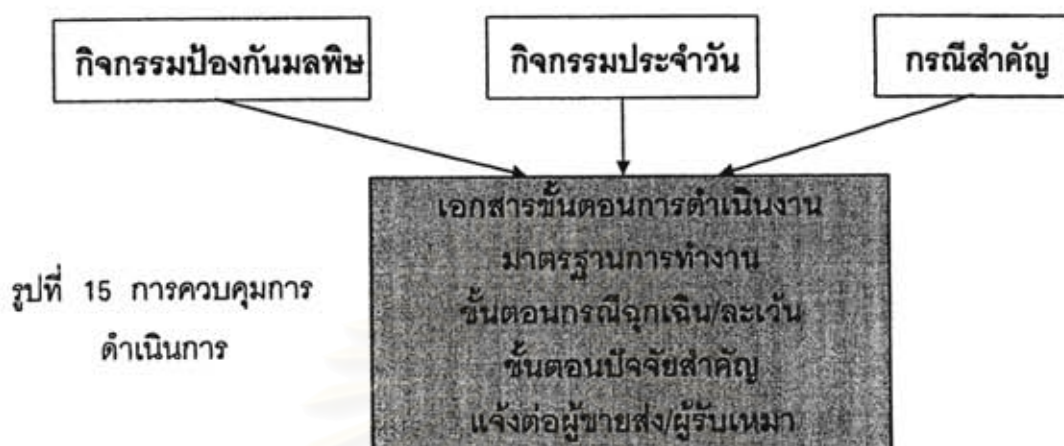 กิจกรรมป้องกันมลพิษ
กิจกรรมประจำวัน
กรณีสำคัญ
เอกสารขั้นตอนการดำเนินงาน
มาตรฐานการทำงาน
ขั้นตอนกรณีฉุกเฉิน/ละเว้น
ขั้นตอนปัจจัยสำคัญ
แจ้งต่อผู้ขายส่ง/ผู้รับเหมา
รูปที่ 15 การควบคุมการ
ดำเนินการ